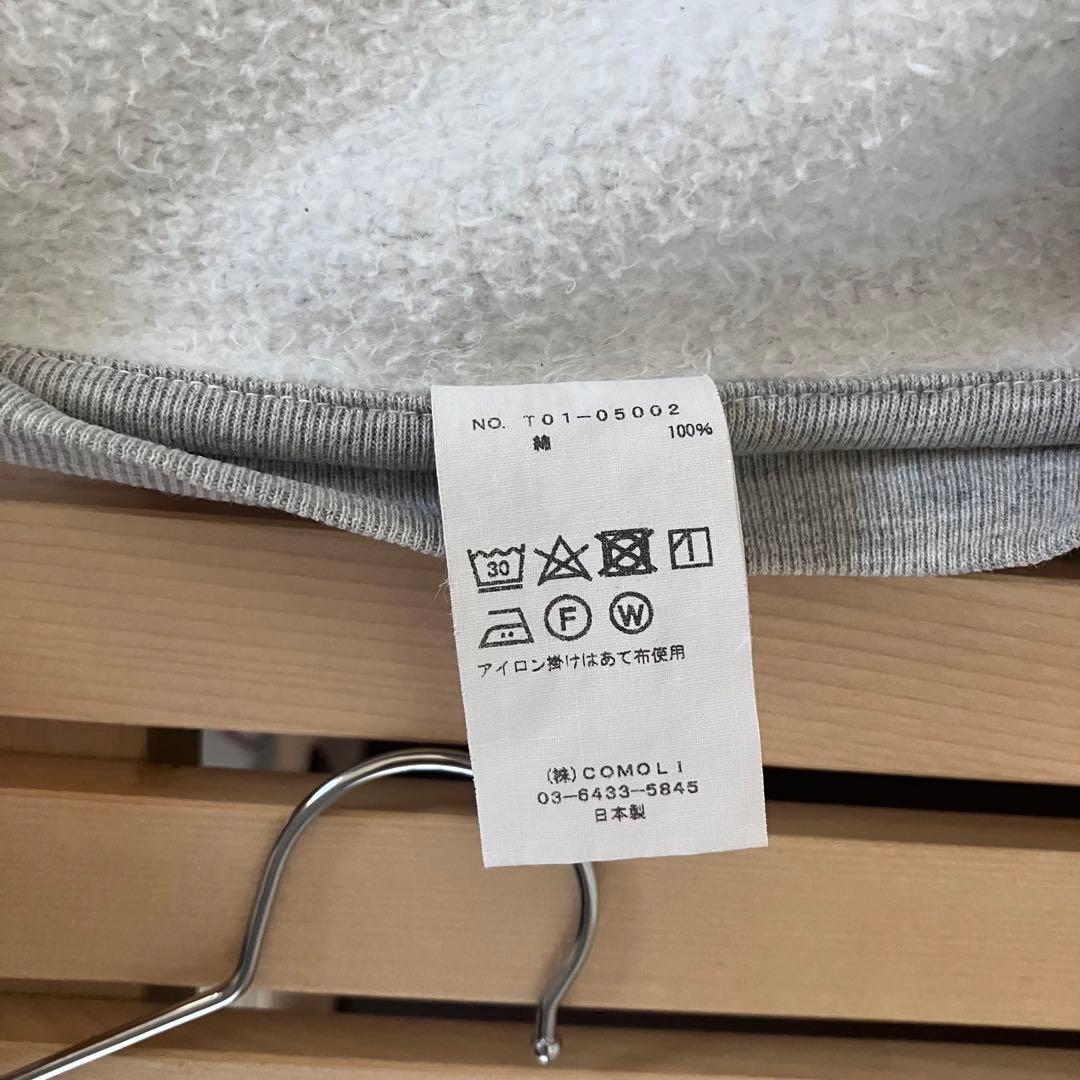 NO. T01-05002
綿 100%
30
F W
アイロン掛けはあて布使用
(株)COMOLI
03-6433-5845
日本製